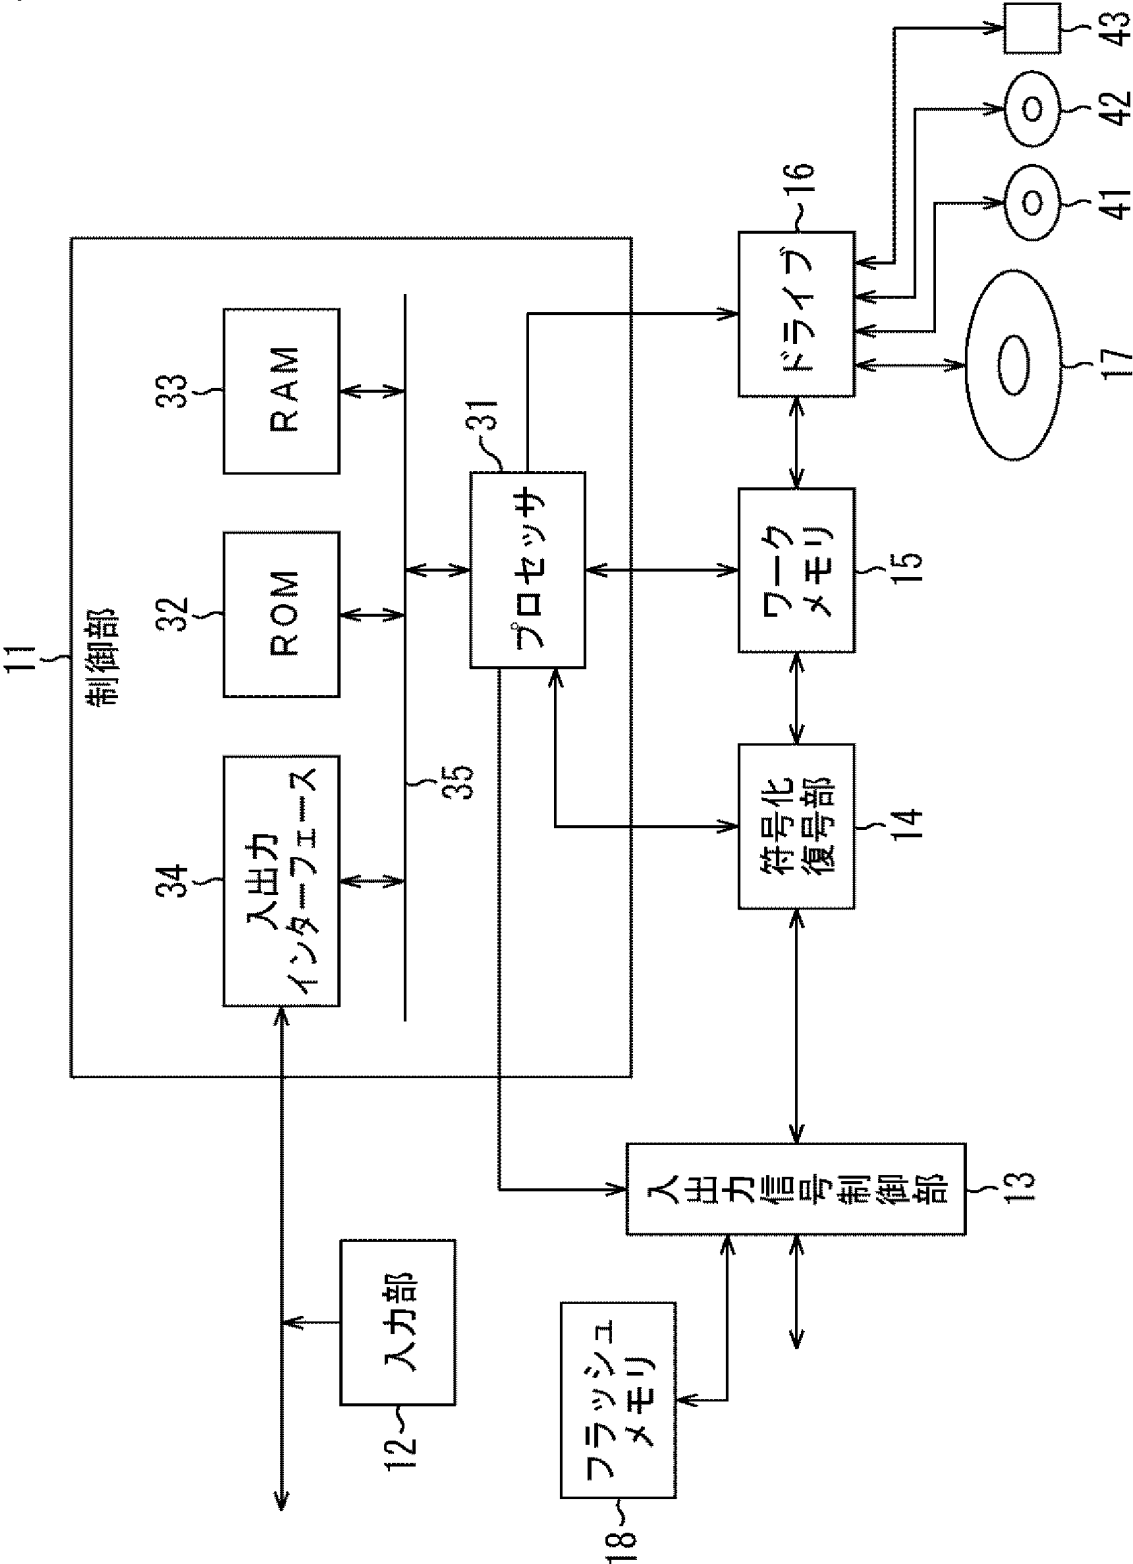 11
制御部
34
入出力
インターフェース
32
ROM
33
RAM
35
プロセッサ
31
12
入力部
18
フラッシュ
メモリ
入出力信号制御部
13
符号化
復号部
14
ワーク
メモリ
15
ドライブ
16
17
41
42
43